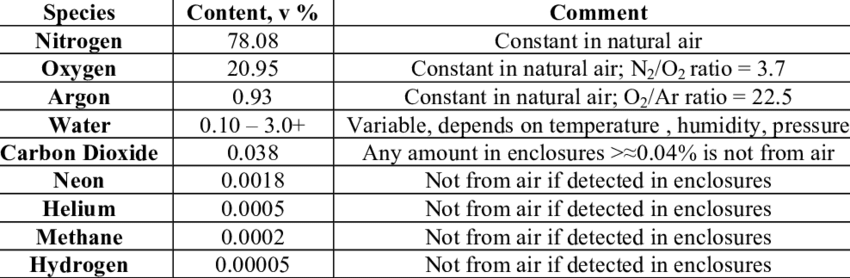 Species Content, v % Comment
Nitrogen 78.08 Constant in natural air
Oxygen 20.95 Constant in natural air; N₂/O₂ ratio = 3.7
Argon 0.93 Constant in natural air; O₂/Ar ratio = 22.5
Water 0.10 – 3.0+ Variable, depends on temperature , humidity, pressure
Carbon Dioxide 0.038 Any amount in enclosures >≈0.04% is not from air
Neon 0.0018 Not from air if detected in enclosures
Helium 0.0005 Not from air if detected in enclosures
Methane 0.0002 Not from air if detected in enclosures
Hydrogen 0.00005 Not from air if detected in enclosures